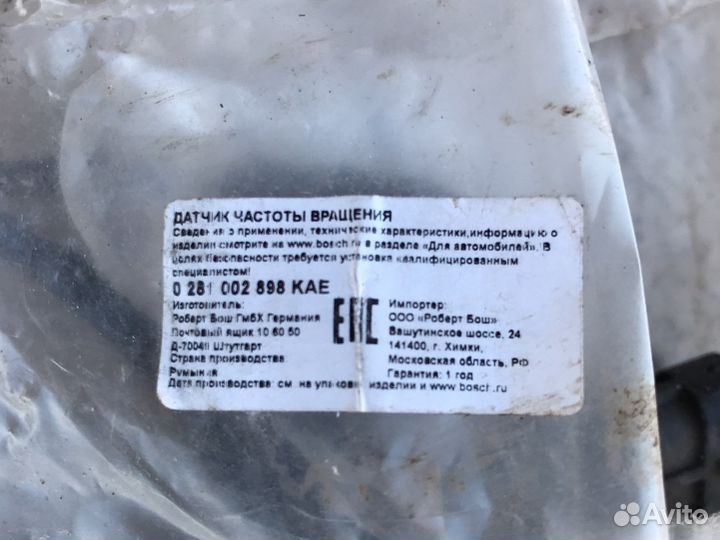 ДАТЧИК ЧАСТОТЫ ВРАЩЕНИЯ
Сведения о применении, технические характеристики,информацию о
изделии смотрите на www.bosch.ru в разделе «Для автомобилей». В
целях безопасности требуется установка квалифицированным
специалистом!
0 281 002 898 KAE
Изготовитель:
Роберт Бош ГмбХ Германия
Почтовый ящик 10 60 50
Д-70049 Штутгарт
Страна производства
Румыния
Дата производства: см. на упаковке, изделии и www.bosch.ru
EAC
Импортер:
ООО «Роберт Бош»
Вашутинское шоссе, 24
141400, г. Химки,
Московская область, РФ
Гарантия: 1 год
Avito